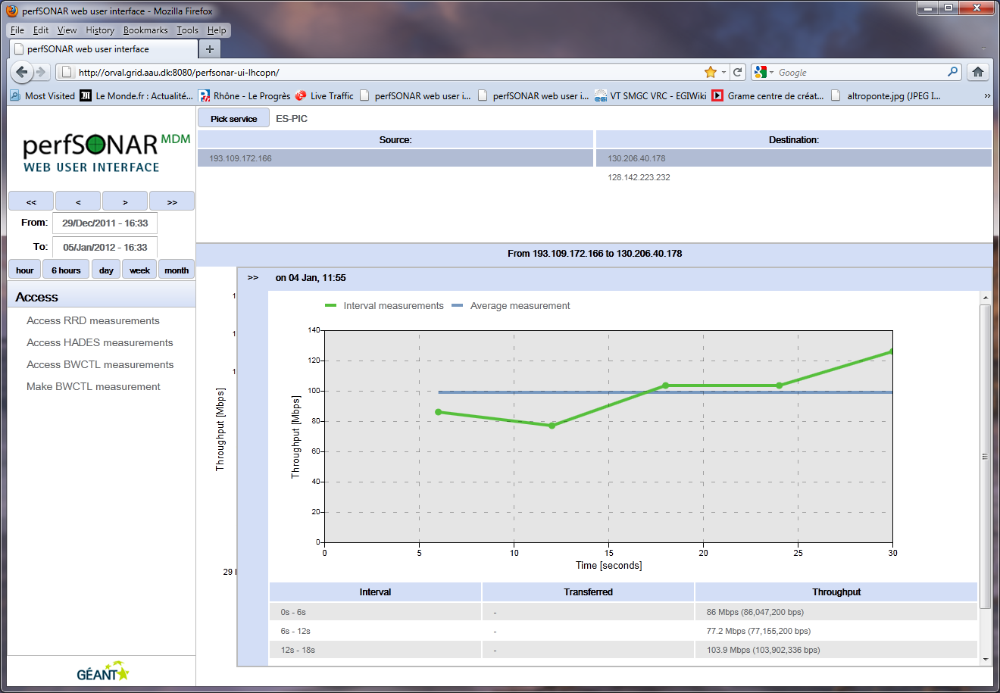 perfSONAR web user interface - Mozilla Firefox
File Edit View History Bookmarks Tools Help
perfSONAR web user interface
http://orval.grid.aau.dk:8080/perfsonar-ui-lhcopn/
Google
Most Visited Le Monde.fr : Actualité... Rhône - Le Progrès Live Traffic perfSONAR web user i... perfSONAR web user i... VT SMGC VRC - EGIWiki Grame centre de créat... altroponte.jpg (JPEG I... »
perfSONAR MDM
WEB USER INTERFACE
<< < > >>
From: 29/Dec/2011 - 16:33
To: 05/Jan/2012 - 16:33
hour 6 hours day week month
Access
Access RRD measurements
Access HADES measurements
Access BWCTL measurements
Make BWCTL measurement
GÉANT
Pick service ES-PIC
Source: Destination:
193.109.172.166 130.206.40.178
128.142.223.232
From 193.109.172.166 to 130.206.40.178
>> on 04 Jan, 11:55
1
1
1
Throughput [Mbps]
29
Interval measurements Average measurement
140
120
100
80
60
40
20
0
Throughput [Mbps]
0 5 10 15 20 25 30
Time [seconds]
Interval Transferred Throughput
0s - 6s - 86 Mbps (86,047,200 bps)
6s - 12s - 77.2 Mbps (77,155,200 bps)
12s - 18s - 103.9 Mbps (103,902,336 bps)